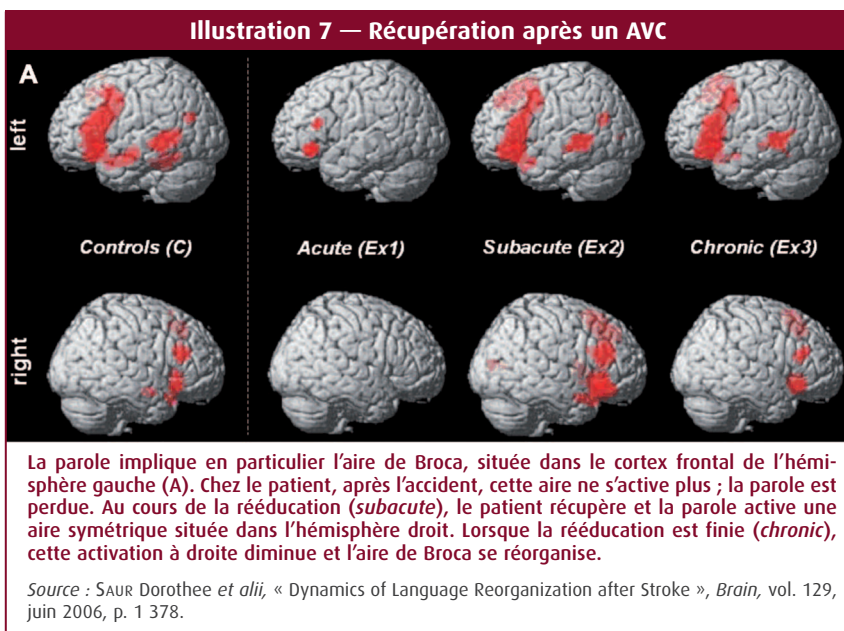 Illustration 7 — Récupération après un AVC
A
left
Controls (C)
Acute (Ex1)
Subacute (Ex2)
Chronic (Ex3)
right
La parole implique en particulier l'aire de Broca, située dans le cortex frontal de l'hémi-
sphère gauche (A). Chez le patient, après l'accident, cette aire ne s'active plus ; la parole est
perdue. Au cours de la rééducation (subacute), le patient récupère et la parole active une
aire symétrique située dans l'hémisphère droit. Lorsque la rééducation est finie (chronic),
cette activation à droite diminue et l'aire de Broca se réorganise.
Source : SAUR Dorothee et alii, « Dynamics of Language Reorganization after Stroke », Brain, vol. 129,
juin 2006, p. 1 378.